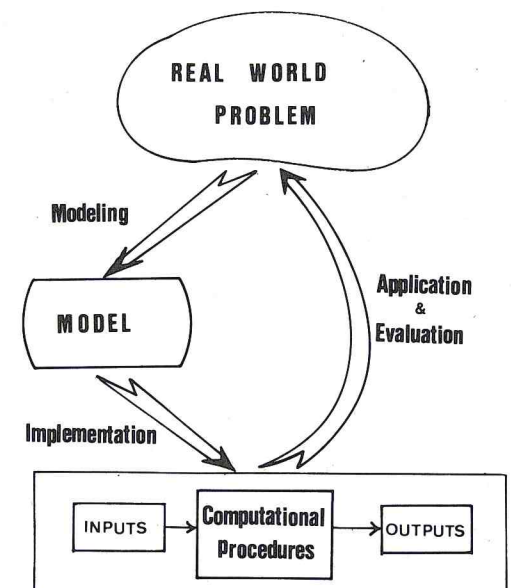 REAL WORLD
PROBLEM
Modeling
MODEL
Application
&
Evaluation
Implementation
INPUTS
Computational
Procedures
OUTPUTS